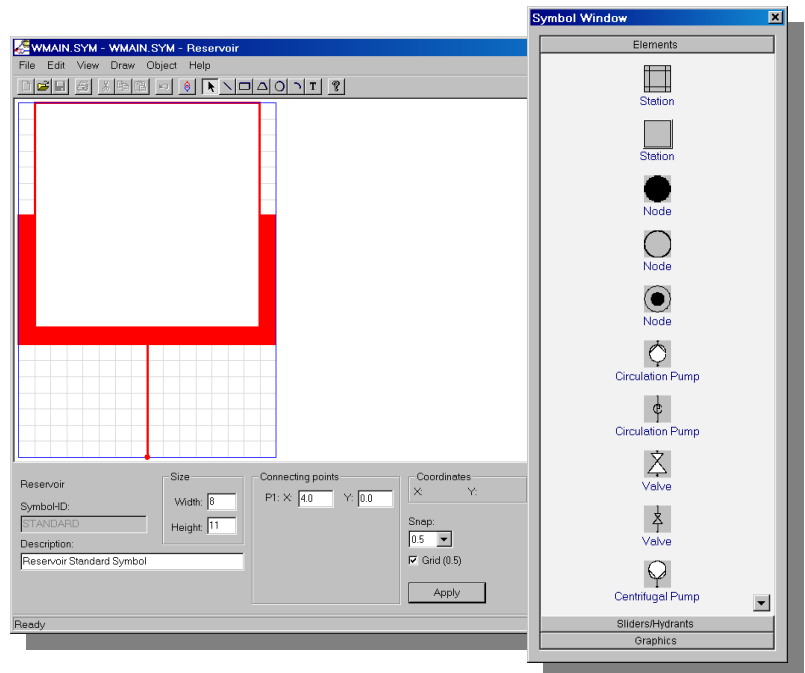 WMAIN.SYM - WMAIN.SYM - Reservoir
File Edit View Draw Object Help
T ?
Reservoir
Symbol-ID:
STANDARD
Description:
Reservoir Standard Symbol
Size
Width: 8
Height: 11
Connecting points
P1: X: 4.0 Y: 0.0
Coordinates
X: Y:
Snap:
0.5
Grid (0.5)
Apply
Ready
Symbol Window
Elements
Station
Station
Node
Node
Node
Circulation Pump
Circulation Pump
Valve
Valve
Centrifugal Pump
Sliders/Hydrants
Graphics